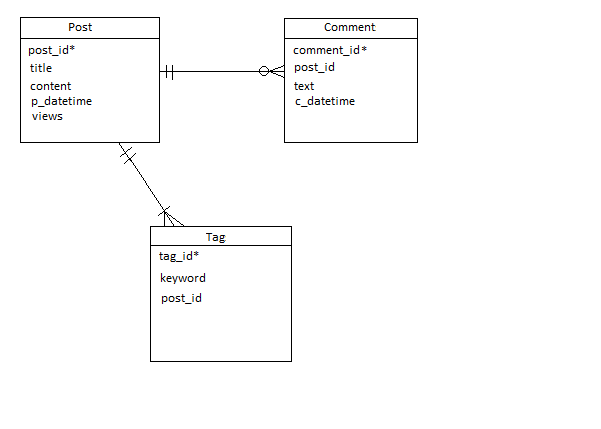 Post
post_id*
title
content
p_datetime
views
Comment
comment_id*
post_id
text
c_datetime
Tag
tag_id*
keyword
post_id